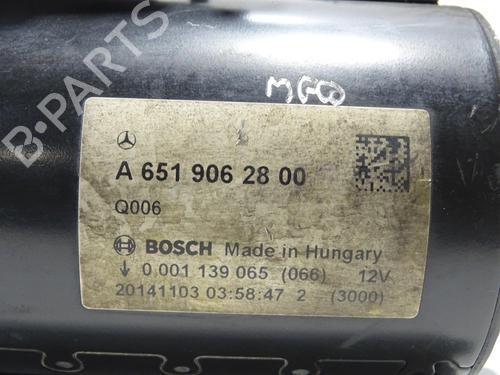 B-PARTS
A 651 906 28 00
Q006
BOSCH Made in Hungary
0 001 139 065 (066) 12V
20141103 03:58:47 2 (3000)